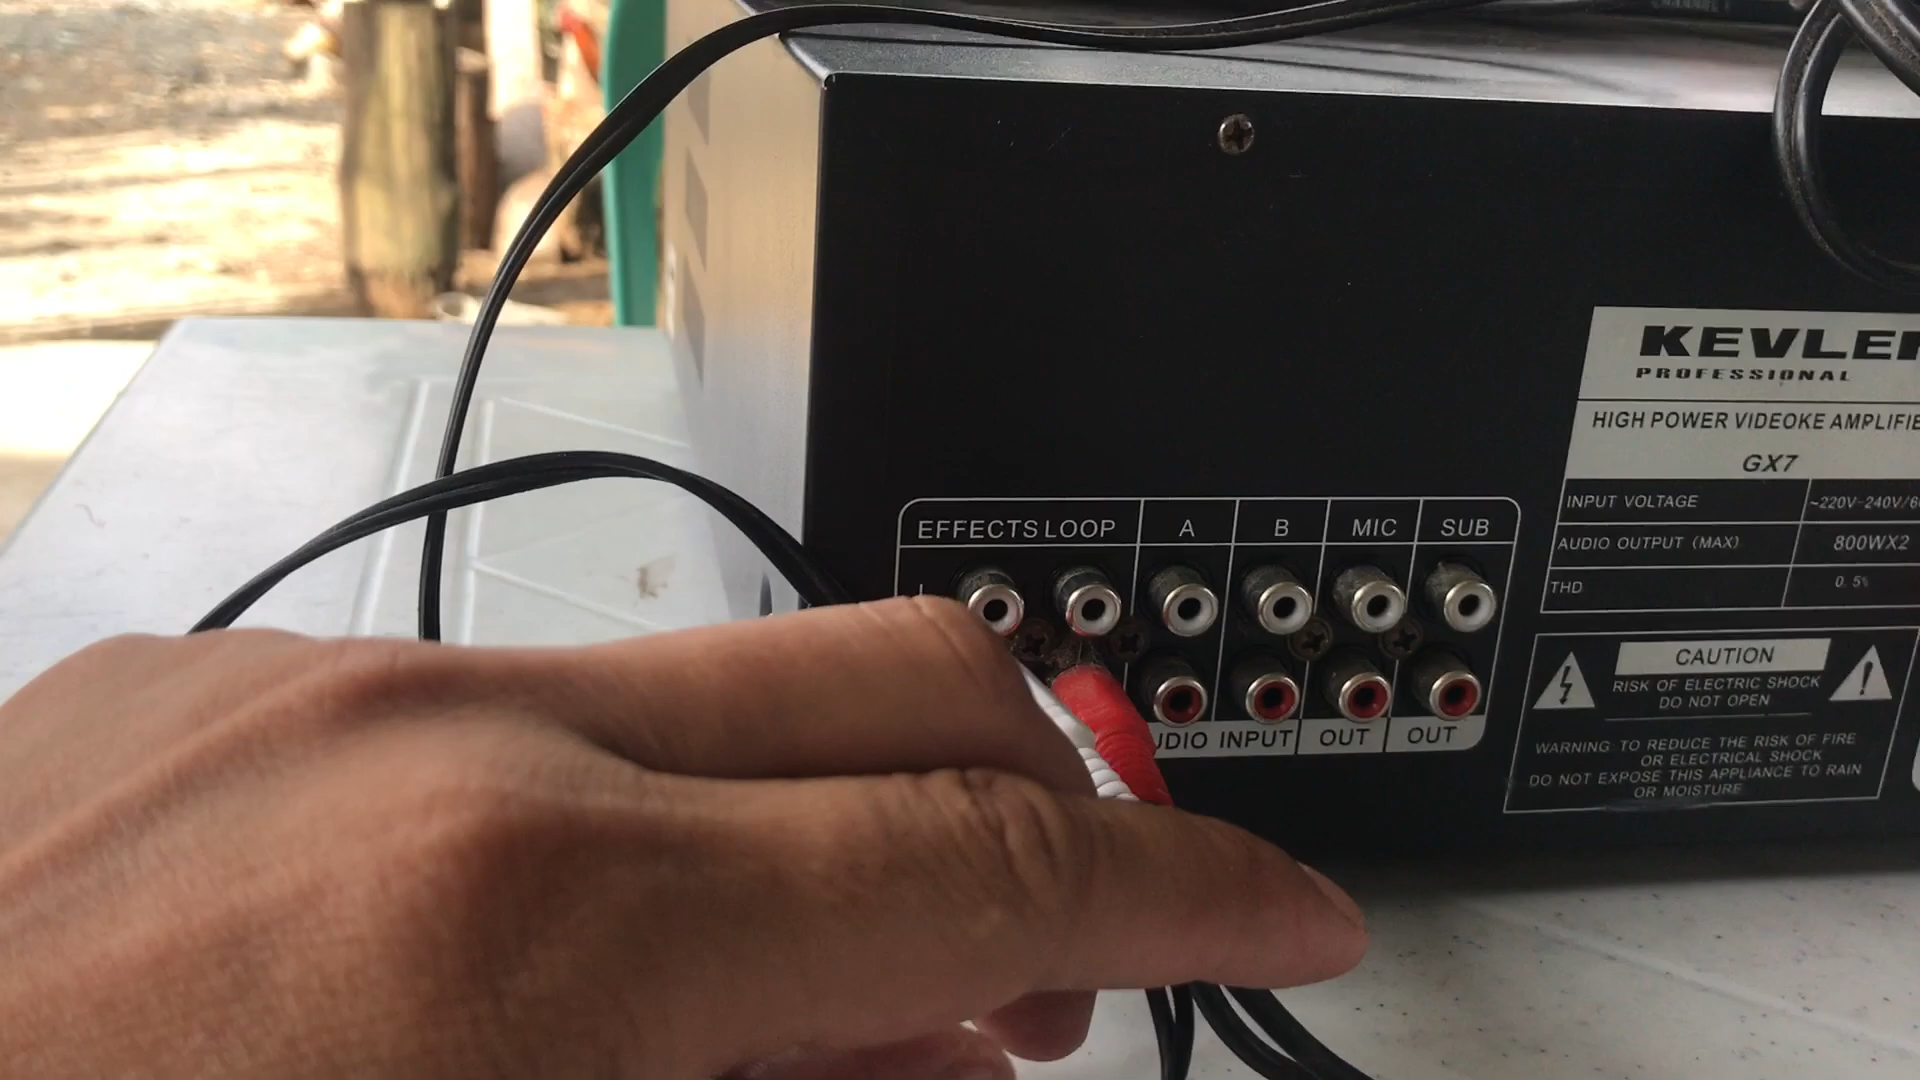 EFFECTS LOOP
A
B
MIC
SUB
L
UDIO INPUT
OUT
OUT
KEVLER
PROFESSIONAL
HIGH POWER VIDEOKE AMPLIFIE
GX7
INPUT VOLTAGE
~220V-240V/6
AUDIO OUTPUT (MAX)
800WX2
THD
0.5%
CAUTION
RISK OF ELECTRIC SHOCK
DO NOT OPEN
WARNING: TO REDUCE THE RISK OF FIRE
OR ELECTRICAL SHOCK
DO NOT EXPOSE THIS APPLIANCE TO RAIN
OR MOISTURE